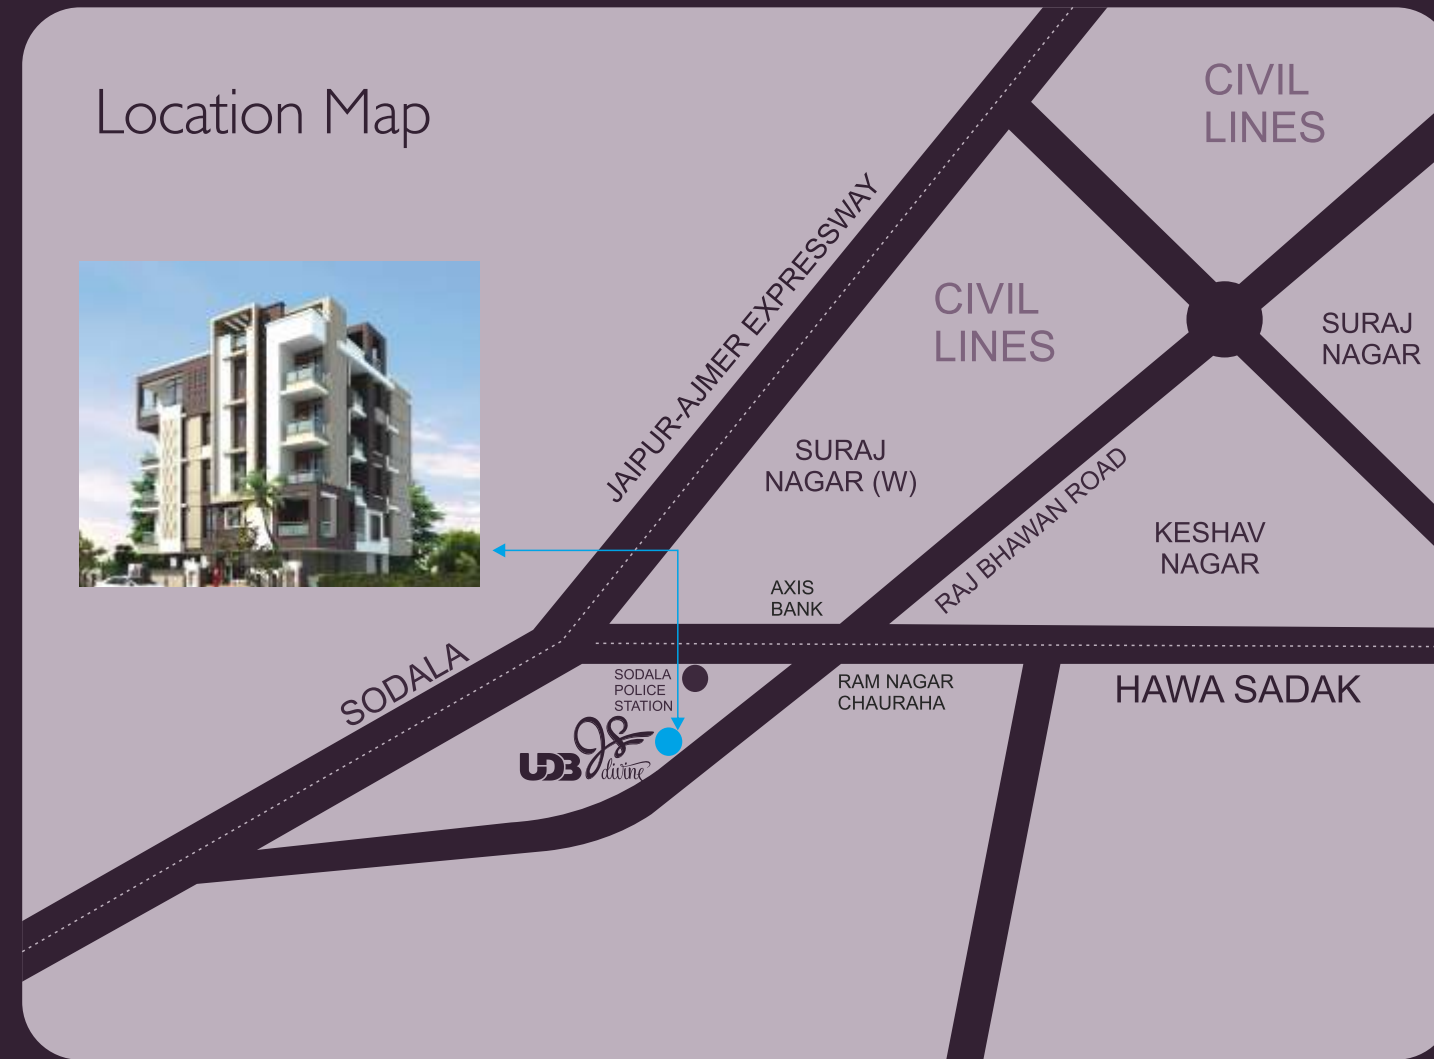 Location Map
CIVIL
LINES
JAIPUR-AJMER EXPRESSWAY
CIVIL
LINES
SURAJ
NAGAR
SURAJ
NAGAR (W)
RAJ BHAWAN ROAD
KESHAV
NAGAR
AXIS
BANK
SODALA
SODALA
POLICE
STATION
RAM NAGAR
CHAURAHA
HAWA SADAK
UDB
divine